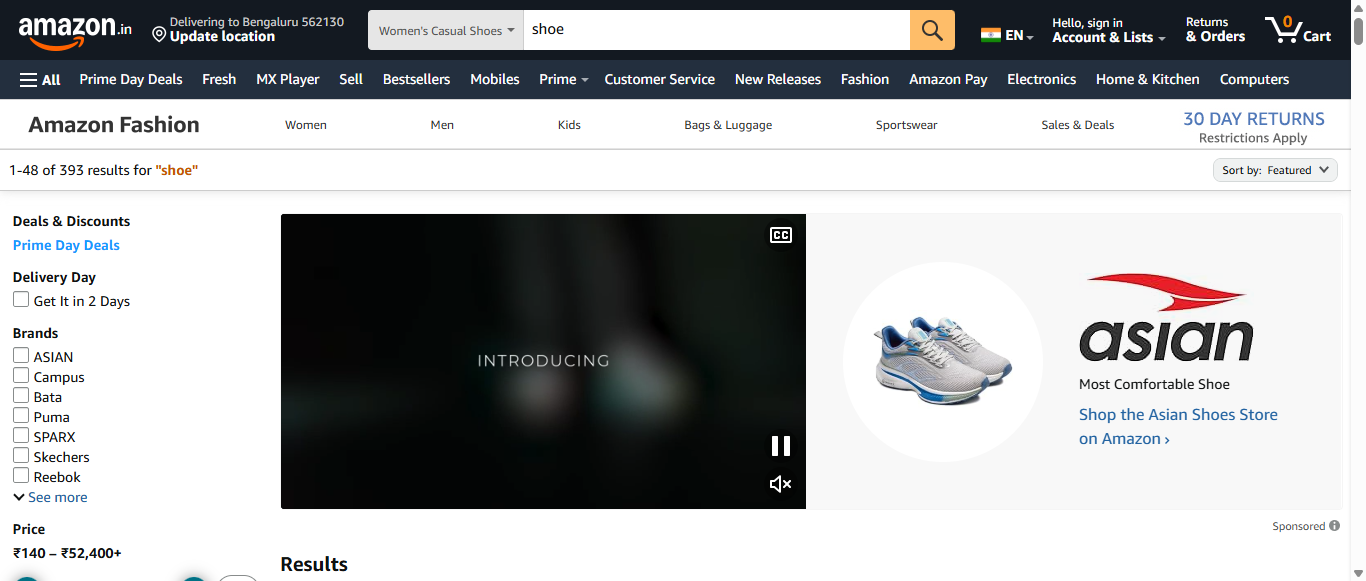 amazon.in
Delivering to Bengaluru 562130
Update location
Women's Casual Shoes
shoe
EN
Hello, sign in
Account & Lists
Returns
& Orders
0
Cart
All
Prime Day Deals
Fresh
MX Player
Sell
Bestsellers
Mobiles
Prime
Customer Service
New Releases
Fashion
Amazon Pay
Electronics
Home & Kitchen
Computers
Amazon Fashion
Women
Men
Kids
Bags & Luggage
Sportswear
Sales & Deals
30 DAY RETURNS
Restrictions Apply
1-48 of 393 results for "shoe"
Sort by: Featured
Deals & Discounts
Prime Day Deals
Delivery Day
Get It in 2 Days
Brands
ASIAN
Campus
Bata
Puma
SPARX
Skechers
Reebok
See more
Price
₹140 – ₹52,400+
CC
INTRODUCING
asian
Most Comfortable Shoe
Shop the Asian Shoes Store
on Amazon ›
Sponsored
Results